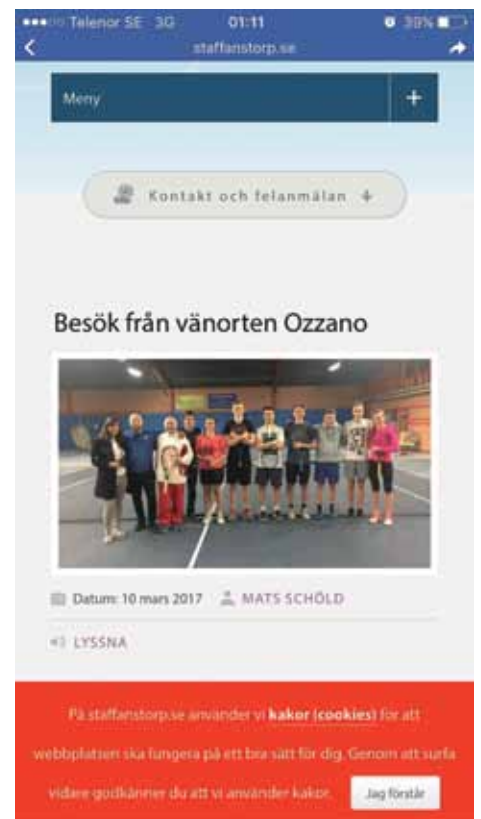 Telenor SE 3G 01:11 39%
staffanstorp.se
Meny +
Kontakt och felanmälan
Besök från vänorten Ozzano
Datum: 10 mars 2017 MATS SCHÖLD
LYSSNA
På staffanstorp.se använder vi kakor (cookies) för att
webbplatsen ska fungera på ett bra sätt för dig. Genom att surfa
vidare godkänner du att vi använder kakor. Jag förstår